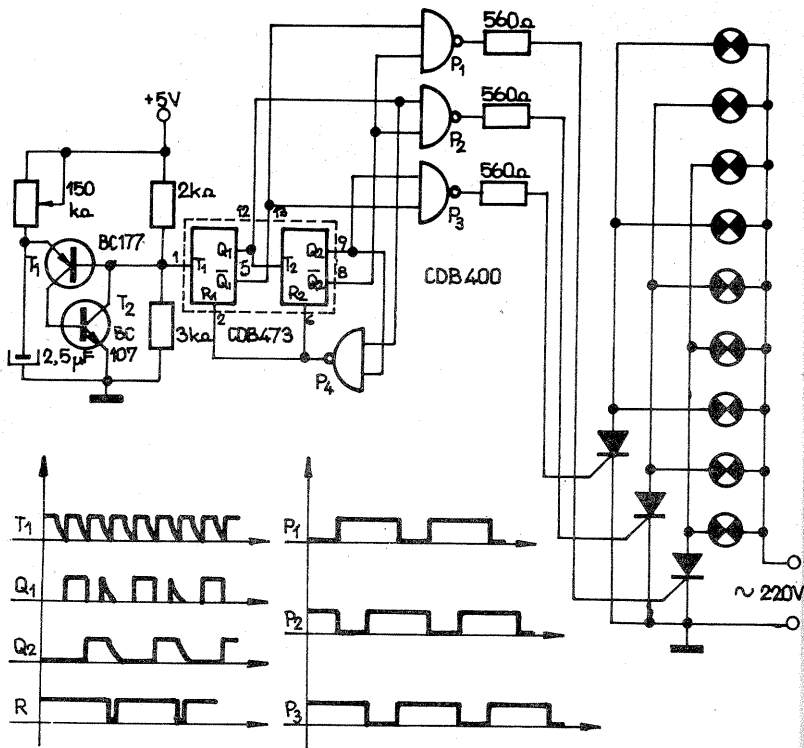 560Ω
P1
+5V
560Ω
P2
560Ω
P3
150 kΩ
2kΩ
12
13
BC177
T1
1
T1
Q1
5
Q̅1
R1
2
T2
Q2
9
Q̅2
8
R2
6
CDB400
T2
BC 107
3kΩ
CDB473
2,5µF
P4
T1
Q1
Q2
R
P1
P2
P3
~ 220V